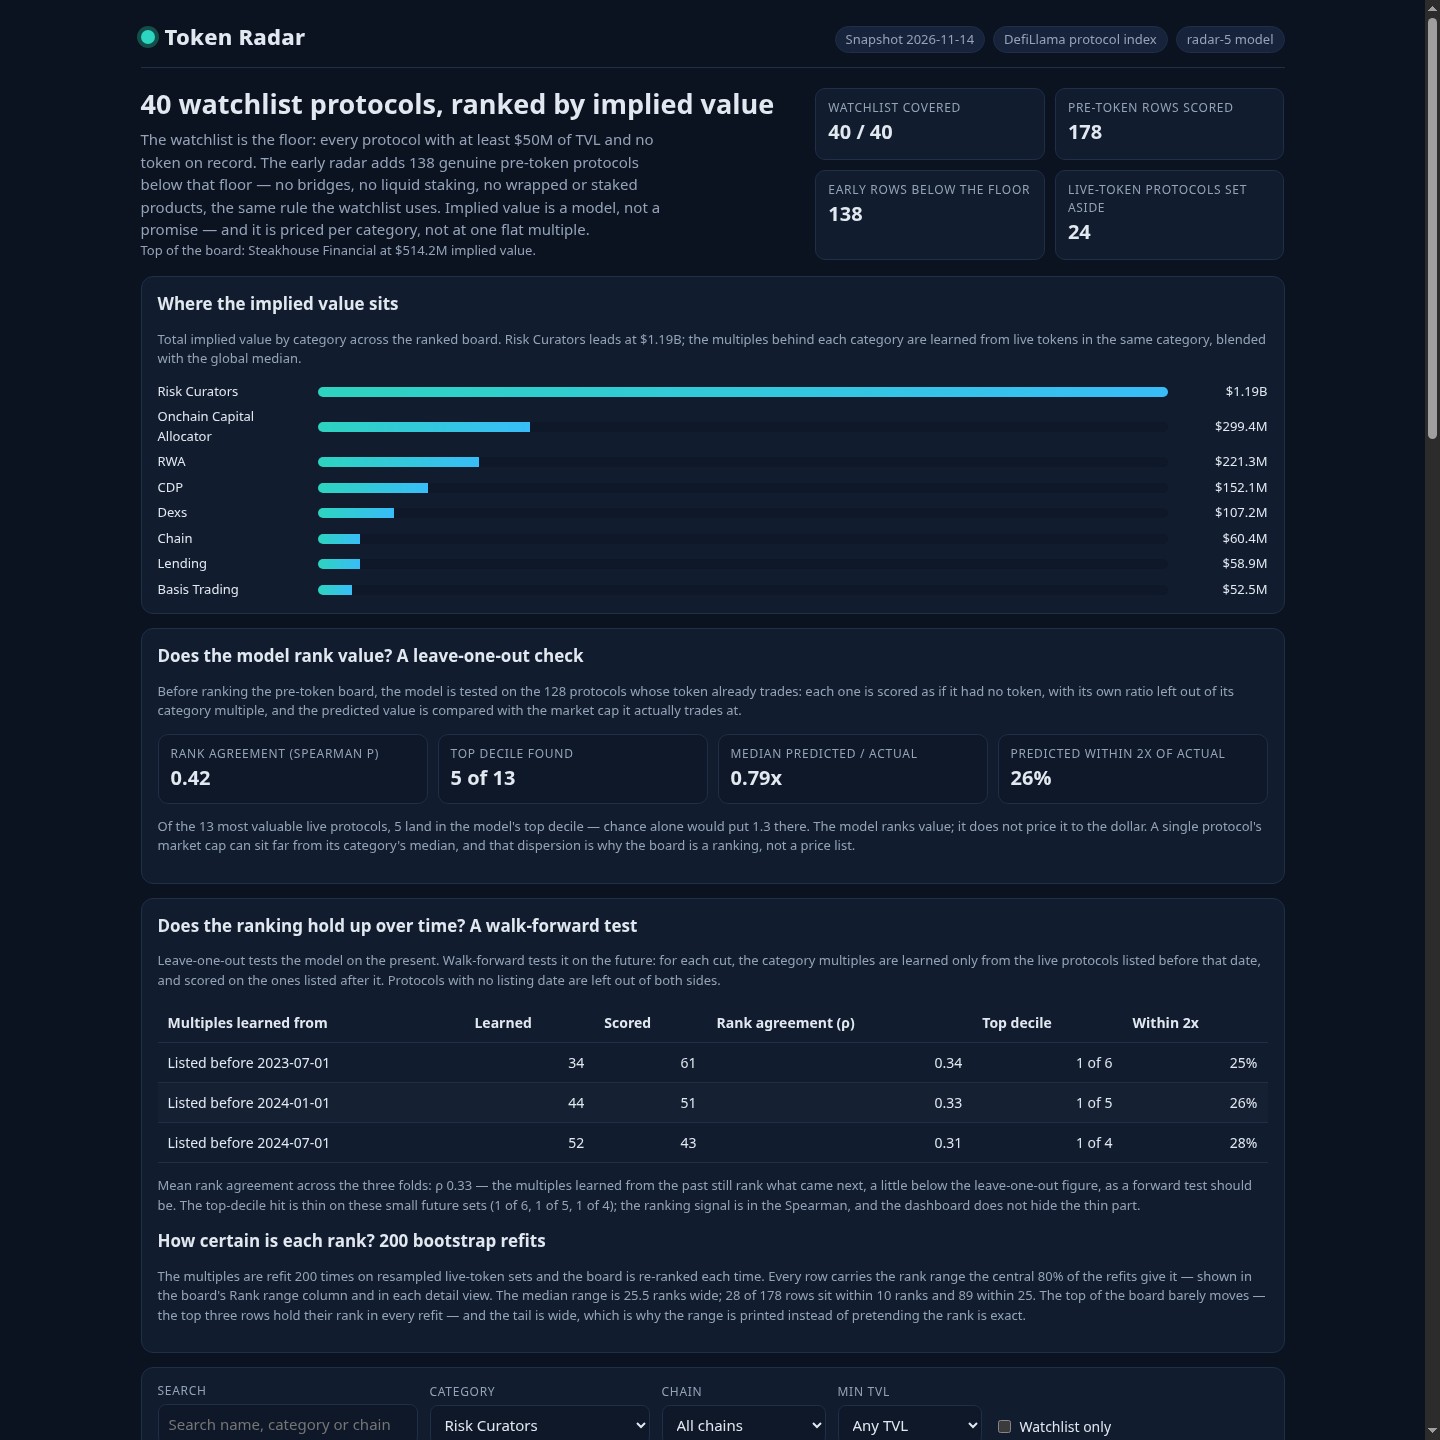 Token Radar
Snapshot 2026-11-14
DefiLlama protocol index
radar-5 model
40 watchlist protocols, ranked by implied value
The watchlist is the floor: every protocol with at least $50M of TVL and no
token on record. The early radar adds 138 genuine pre-token protocols
below that floor — no bridges, no liquid staking, no wrapped or staked
products, the same rule the watchlist uses. Implied value is a model, not a
promise — and it is priced per category, not at one flat multiple.
Top of the board: Steakhouse Financial at $514.2M implied value.
WATCHLIST COVERED
40 / 40
PRE-TOKEN ROWS SCORED
178
EARLY ROWS BELOW THE FLOOR
138
LIVE-TOKEN PROTOCOLS SET
ASIDE
24
Where the implied value sits
Total implied value by category across the ranked board. Risk Curators leads at $1.19B; the multiples behind each category are learned from live tokens in the same category, blended
with the global median.
Risk Curators $1.19B
Onchain Capital
Allocator $299.4M
RWA $221.3M
CDP $152.1M
Dexs $107.2M
Chain $60.4M
Lending $58.9M
Basis Trading $52.5M
Does the model rank value? A leave-one-out check
Before ranking the pre-token board, the model is tested on the 128 protocols whose token already trades: each one is scored as if it had no token, with its own ratio left out of its
category multiple, and the predicted value is compared with the market cap it actually trades at.
RANK AGREEMENT (SPEARMAN Ρ)
0.42
TOP DECILE FOUND
5 of 13
MEDIAN PREDICTED / ACTUAL
0.79x
PREDICTED WITHIN 2X OF ACTUAL
26%
Of the 13 most valuable live protocols, 5 land in the model's top decile — chance alone would put 1.3 there. The model ranks value; it does not price it to the dollar. A single protocol's
market cap can sit far from its category's median, and that dispersion is why the board is a ranking, not a price list.
Does the ranking hold up over time? A walk-forward test
Leave-one-out tests the model on the present. Walk-forward tests it on the future: for each cut, the category multiples are learned only from the live protocols listed before that date,
and scored on the ones listed after it. Protocols with no listing date are left out of both sides.
Multiples learned from Learned Scored Rank agreement (ρ) Top decile Within 2x
Listed before 2023-07-01 34 61 0.34 1 of 6 25%
Listed before 2024-01-01 44 51 0.33 1 of 5 26%
Listed before 2024-07-01 52 43 0.31 1 of 4 28%
Mean rank agreement across the three folds: ρ 0.33 — the multiples learned from the past still rank what came next, a little below the leave-one-out figure, as a forward test should
be. The top-decile hit is thin on these small future sets (1 of 6, 1 of 5, 1 of 4); the ranking signal is in the Spearman, and the dashboard does not hide the thin part.
How certain is each rank? 200 bootstrap refits
The multiples are refit 200 times on resampled live-token sets and the board is re-ranked each time. Every row carries the rank range the central 80% of the refits give it — shown in
the board's Rank range column and in each detail view. The median range is 25.5 ranks wide; 28 of 178 rows sit within 10 ranks and 89 within 25. The top of the board barely moves —
the top three rows hold their rank in every refit — and the tail is wide, which is why the range is printed instead of pretending the rank is exact.
SEARCH
Search name, category or chain
CATEGORY
Risk Curators
CHAIN
All chains
MIN TVL
Any TVL
Watchlist only